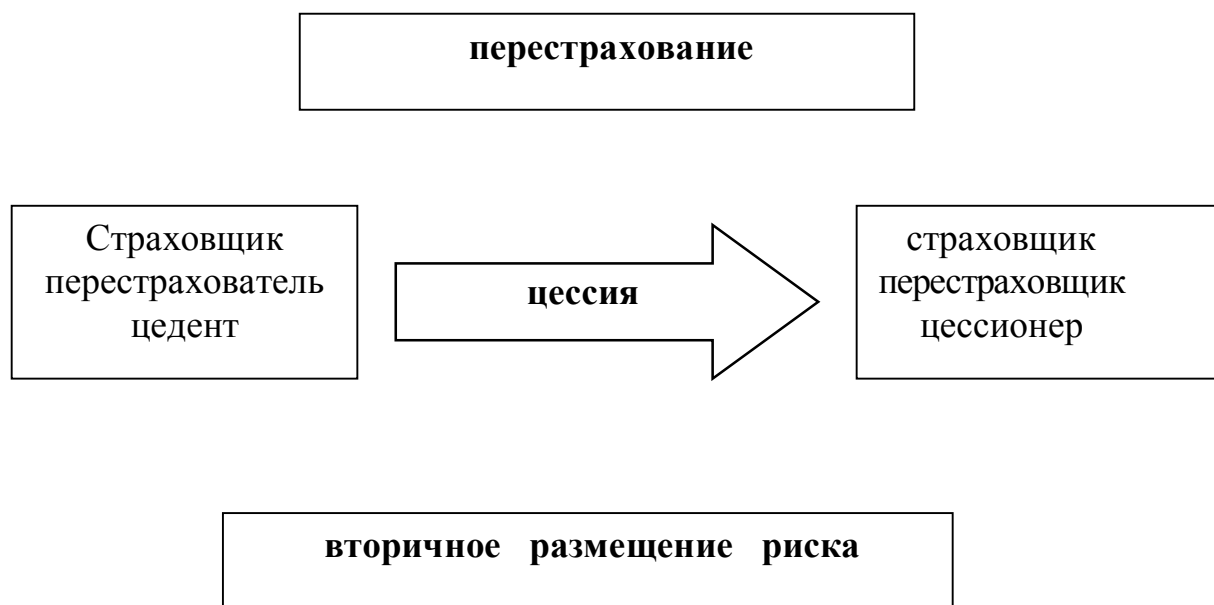 перестрахование
Страховщик
перестрахователь
цедент
цессия
страховщик
перестраховщик
цессионер
вторичное размещение риска